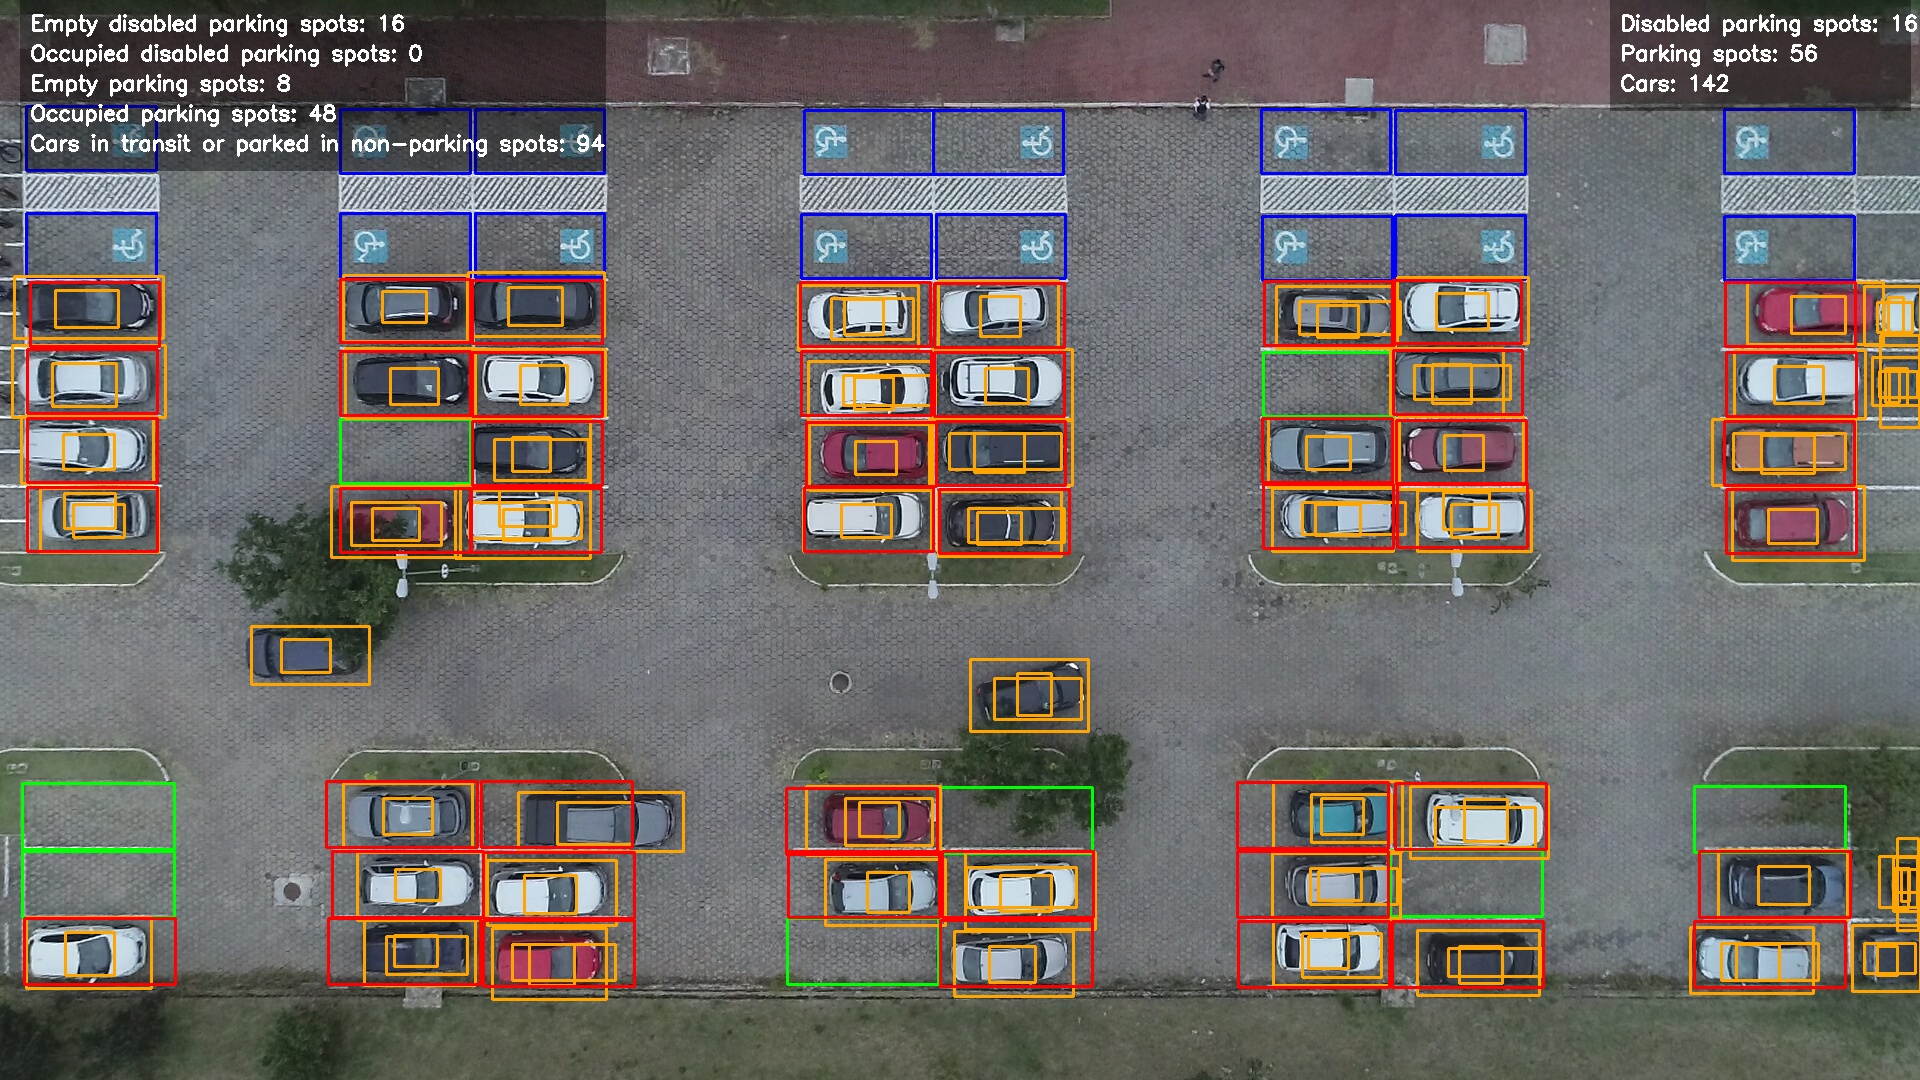 Empty disabled parking spots: 16
Occupied disabled parking spots: 0
Empty parking spots: 8
Occupied parking spots: 48
Cars in transit or parked in non-parking spots: 94
Disabled parking spots: 16
Parking spots: 56
Cars: 142